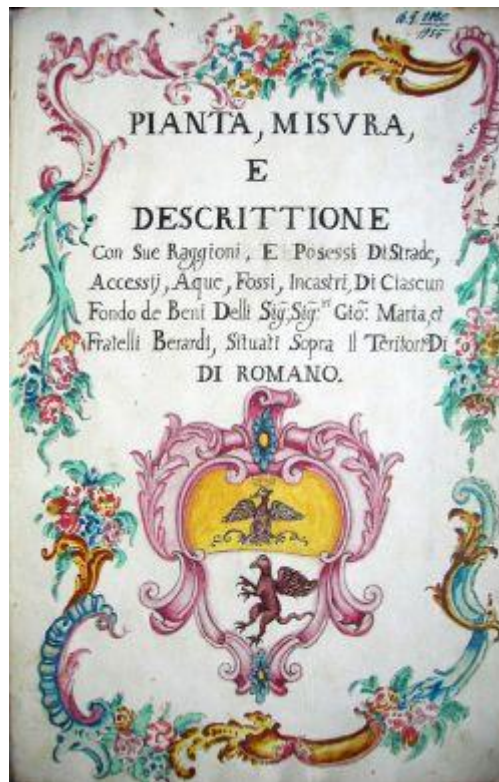 PIANTA, MISVRA,
E
DESCRITTIONE
Con Sue Raggioni, E Posessi Di Strade,
Accessij, Aque, Fossi, Incastri, Di Ciascun
Fondo de Beni Delli Sig. Sig.ri Gio: Maria, et
Fratelli Berardi, Situati Sopra Il Teritorio Di
DI ROMANO.